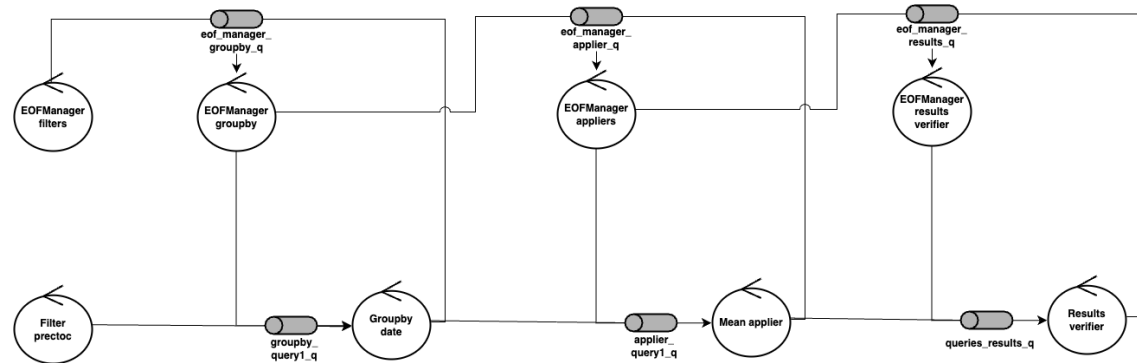 eof_manager_
groupby_q
eof_manager_
applier_q
eof_manager_
results_q
EOFManager
filters
EOFManager
groupby
EOFManager
appliers
EOFManager
results
verifier
Filter
prectoc
groupby_
query1_q
Groupby
date
applier_
query1_q
Mean applier
queries_results_q
Results
verifier